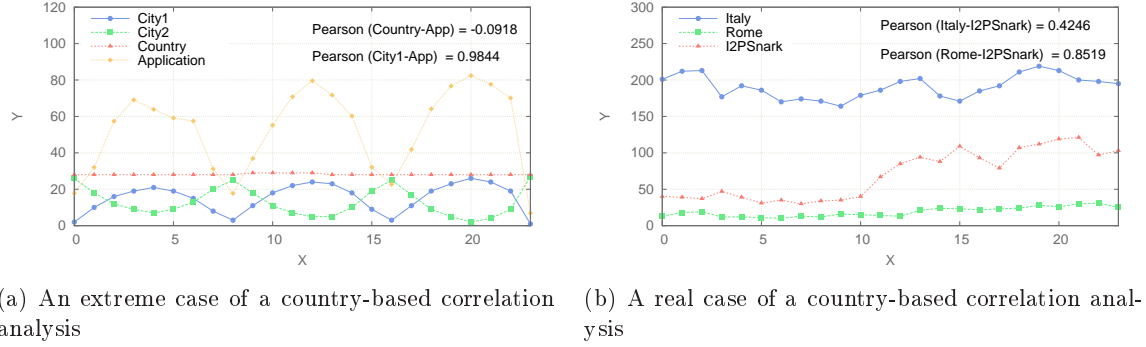 120
100
80
60
40
20
0
Y
City1
City2
Country
Application
Pearson (Country-App) = -0.0918
Pearson (City1-App) = 0.9844
0 5 10 15 20
X
300
250
200
150
100
50
0
Y
Italy
Rome
I2PSnark
Pearson (Italy-I2PSnark) = 0.4246
Pearson (Rome-I2PSnark) = 0.8519
0 5 10 15 20
X
(a) An extreme case of a country-based correlation
analysis
(b) A real case of a country-based correlation anal-
ysis